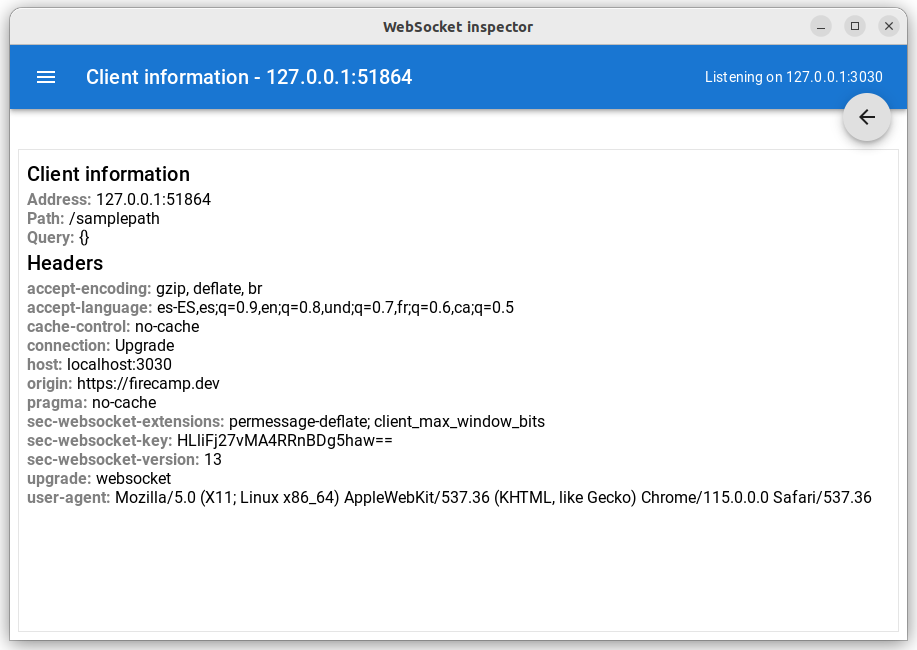 WebSocket inspector
Client information - 127.0.0.1:51864
Listening on 127.0.0.1:3030
Client information
Address: 127.0.0.1:51864
Path: /samplepath
Query: {}
Headers
accept-encoding: gzip, deflate, br
accept-language: es-ES,es;q=0.9,en;q=0.8,und;q=0.7,fr;q=0.6,ca;q=0.5
cache-control: no-cache
connection: Upgrade
host: localhost:3030
origin: https://firecamp.dev
pragma: no-cache
sec-websocket-extensions: permessage-deflate; client_max_window_bits
sec-websocket-key: HLIiFj27vMA4RRnBDg5haw==
sec-websocket-version: 13
upgrade: websocket
user-agent: Mozilla/5.0 (X11; Linux x86_64) AppleWebKit/537.36 (KHTML, like Gecko) Chrome/115.0.0.0 Safari/537.36